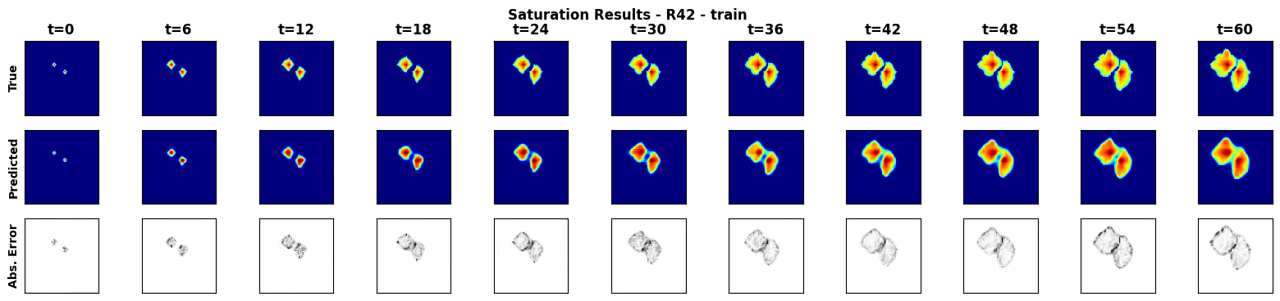 Saturation Results - R42 - train
t=0 t=6 t=12 t=18 t=24 t=30 t=36 t=42 t=48 t=54 t=60
True
Predicted
Abs. Error